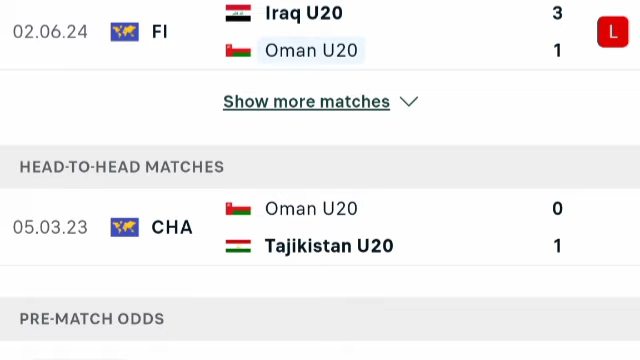 Iraq U20 3
02.06.24 FI L
Oman U20 1
Show more matches
HEAD-TO-HEAD MATCHES
Oman U20 0
05.03.23 CHA
Tajikistan U20 1
PRE-MATCH ODDS